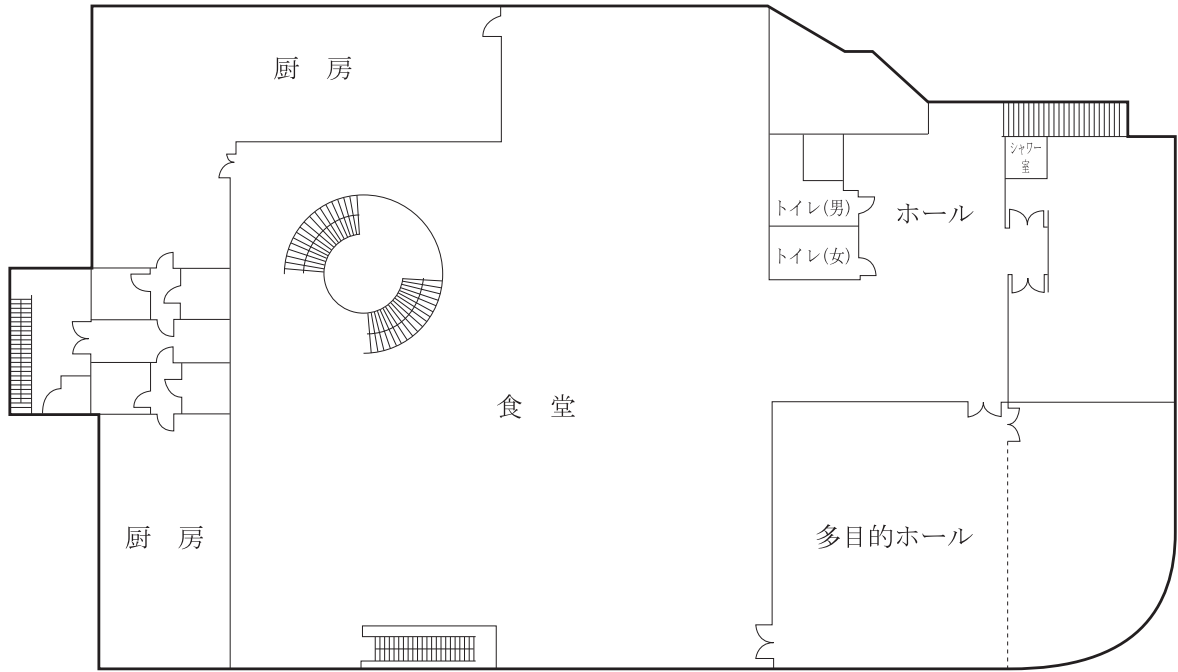 厨　房
シャワー
室
トイレ(男)
ホール
トイレ(女)
食　堂
厨　房
多目的ホール